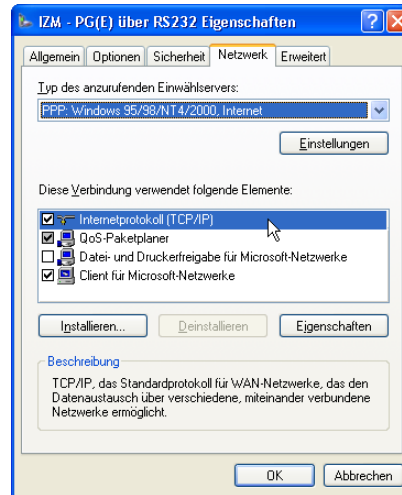 IZM - PG(E) über RS232 Eigenschaften
Allgemein Optionen Sicherheit Netzwerk Erweitert
Typ des anzurufenden Einwählservers:
PPP: Windows 95/98/NT4/2000, Internet
Einstellungen
Diese Verbindung verwendet folgende Elemente:
Internetprotokoll (TCP/IP)
QoS-Paketplaner
Datei- und Druckerfreigabe für Microsoft-Netzwerke
Client für Microsoft-Netzwerke
Installieren... Deinstallieren Eigenschaften
Beschreibung
TCP/IP, das Standardprotokoll für WAN-Netzwerke, das den
Datenaustausch über verschiedene, miteinander verbundene
Netzwerke ermöglicht.
OK Abbrechen